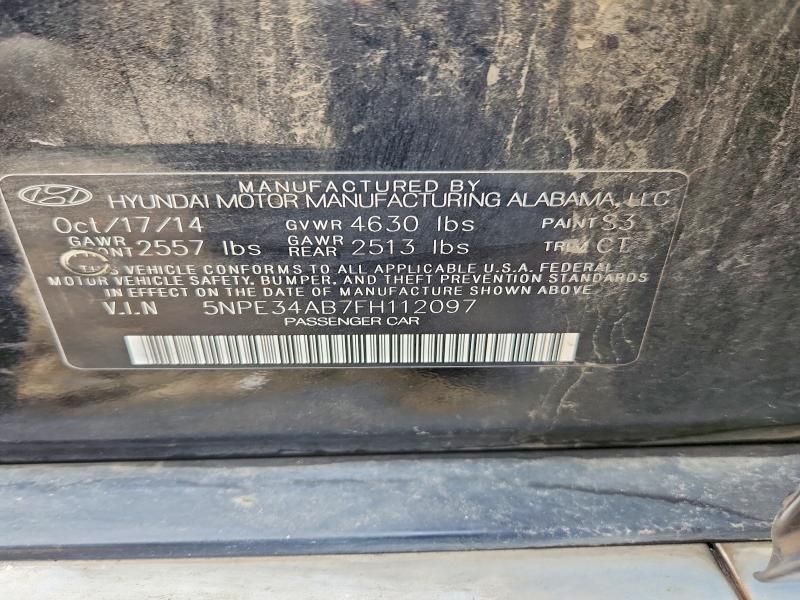 MANUFACTURED BY
HYUNDAI MOTOR MANUFACTURING ALABAMA, LLC
Oct/17/14 GVWR 4630 lbs PAINT S3
GAWR 2557 lbs GAWR REAR 2513 lbs CT
VEHICLE CONFORMS TO ALL APPLICABLE U.S.A. FEDERAL
MOTOR VEHICLE SAFETY, BUMPER, AND THEFT PREVENTION STANDARDS
IN EFFECT ON THE DATE OF MANUFACTURE SHOWN ABOVE.
V.I.N 5NPE34AB7FH112097
PASSENGER CAR